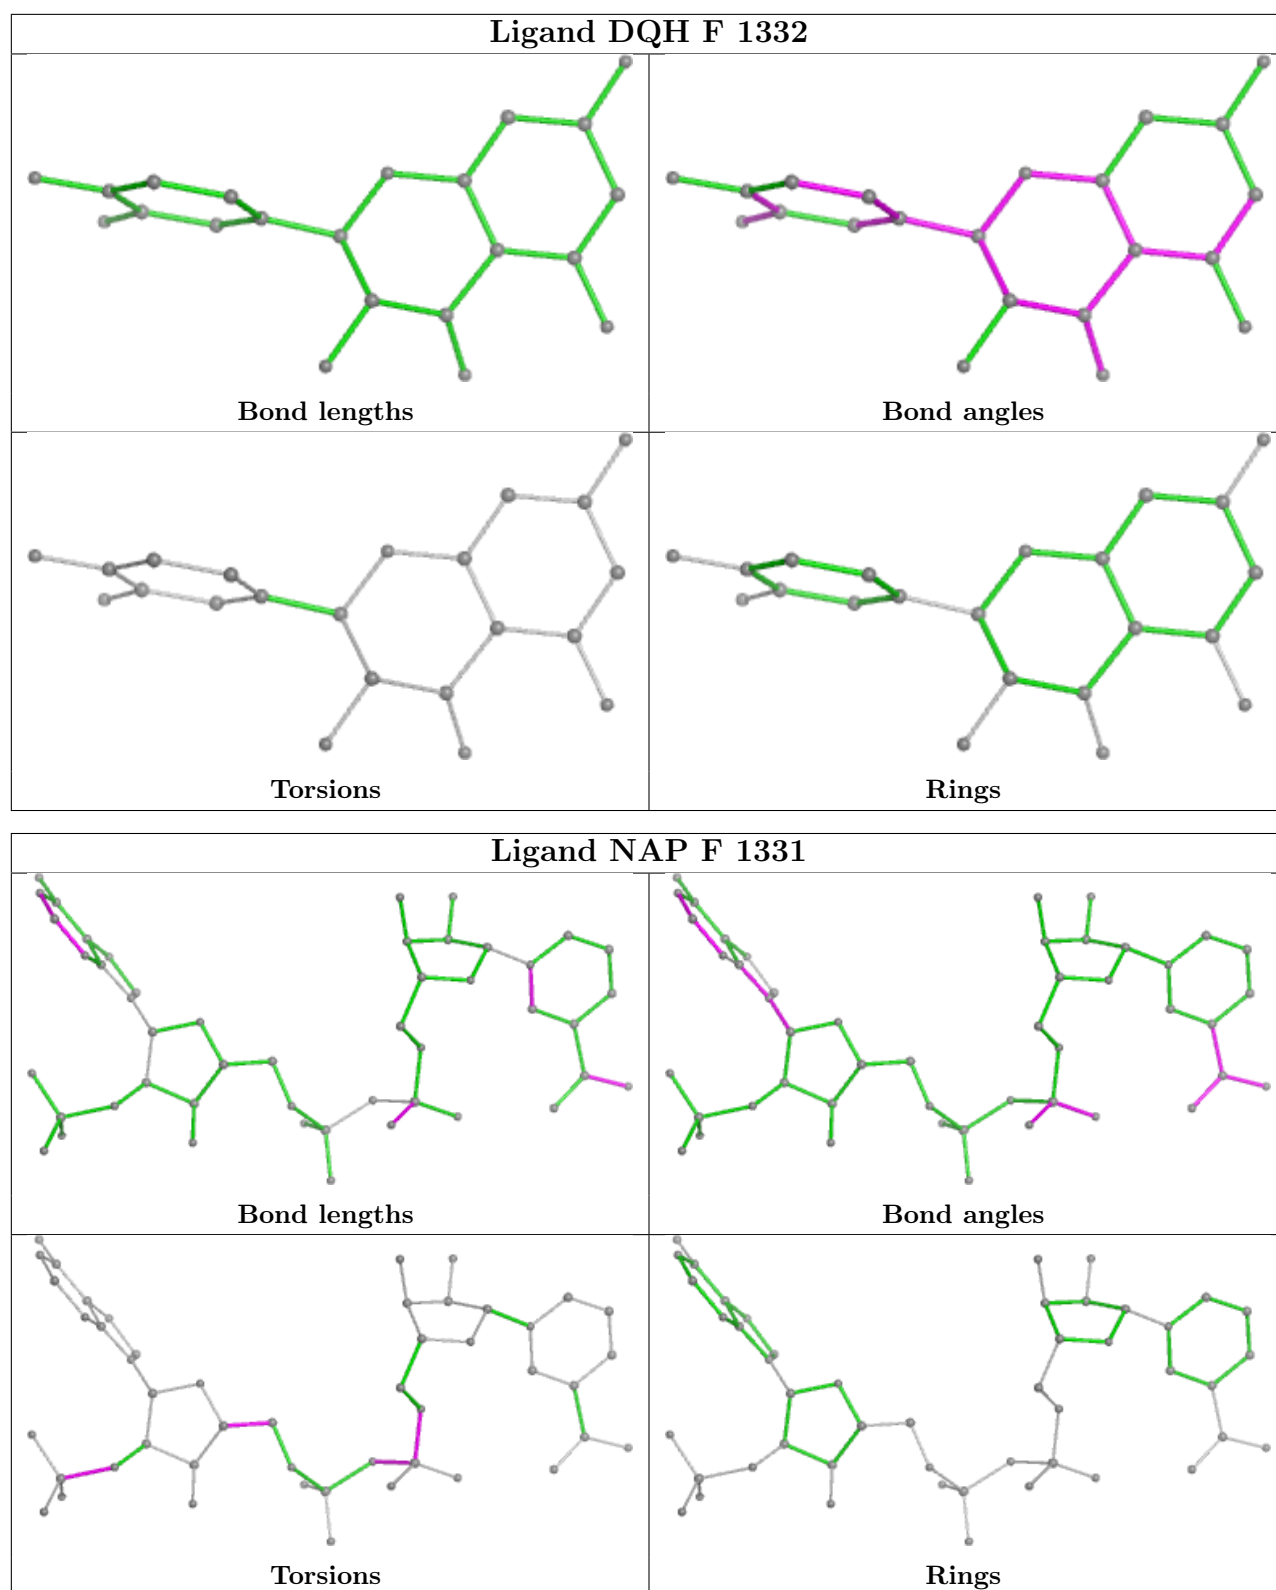 Ligand DQH F 1332
Bond lengths
Bond angles
Torsions
Rings
Ligand NAP F 1331
Bond lengths
Bond angles
Torsions
Rings